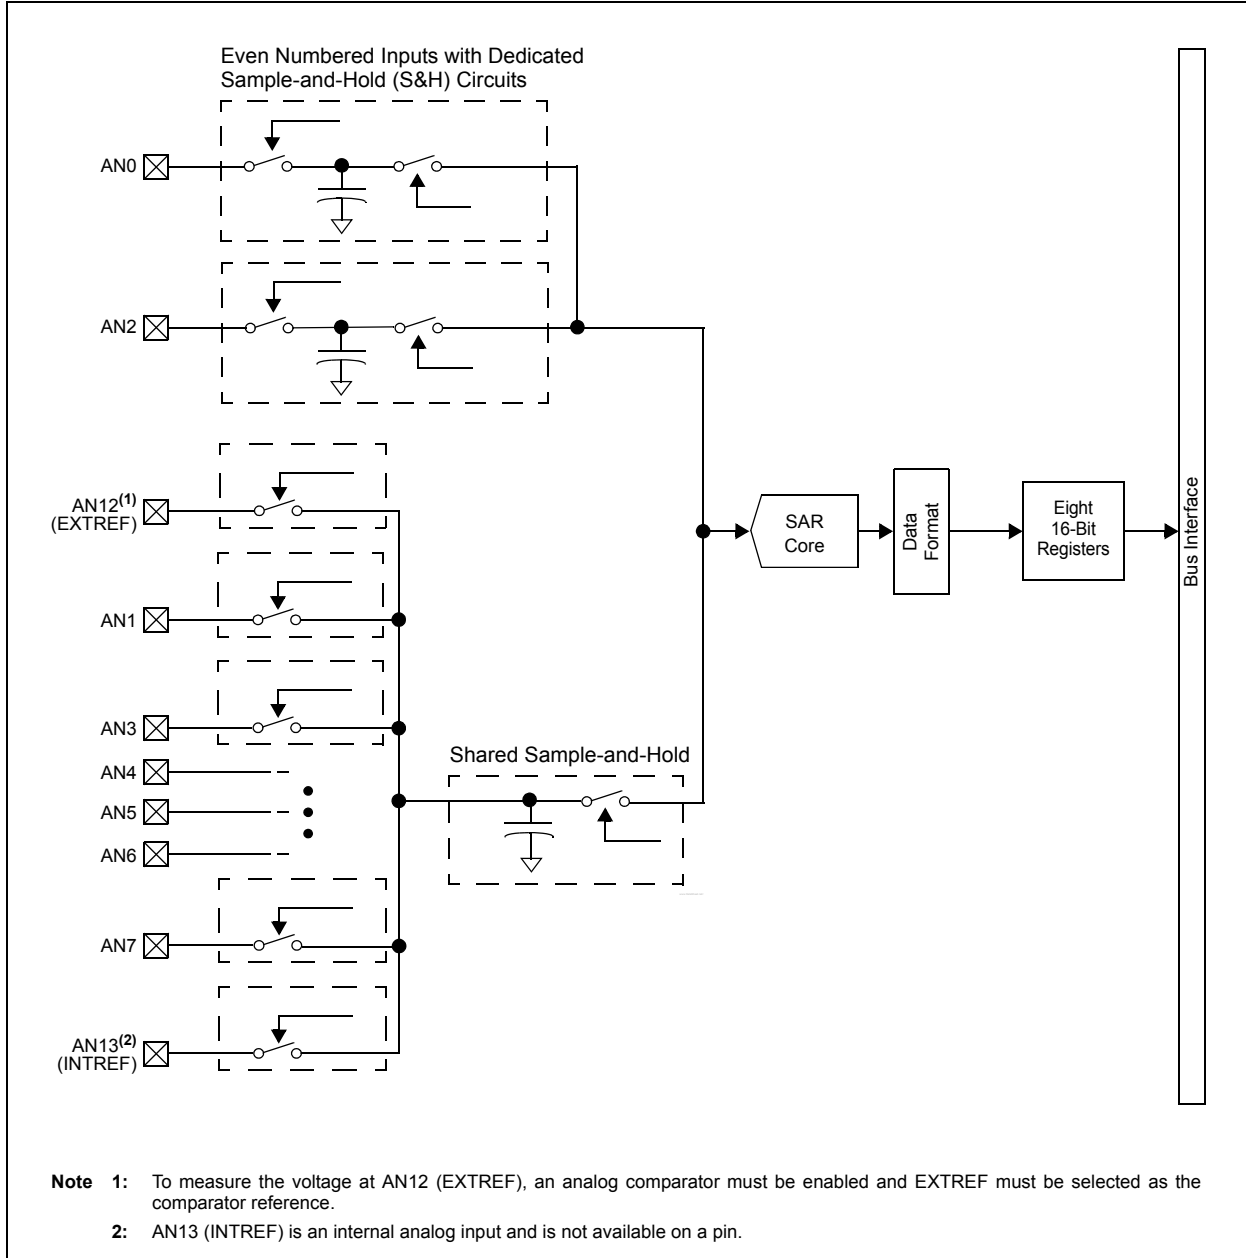 Even Numbered Inputs with Dedicated
Sample-and-Hold (S&H) Circuits
AN0
AN2
AN12(1)
(EXTREF)
AN1
AN3
AN4
AN5
AN6
AN7
AN13(2)
(INTREF)
Shared Sample-and-Hold
SAR
Core
Data
Format
Eight
16-Bit
Registers
Bus Interface
Note 1: To measure the voltage at AN12 (EXTREF), an analog comparator must be enabled and EXTREF must be selected as the
comparator reference.
2: AN13 (INTREF) is an internal analog input and is not available on a pin.